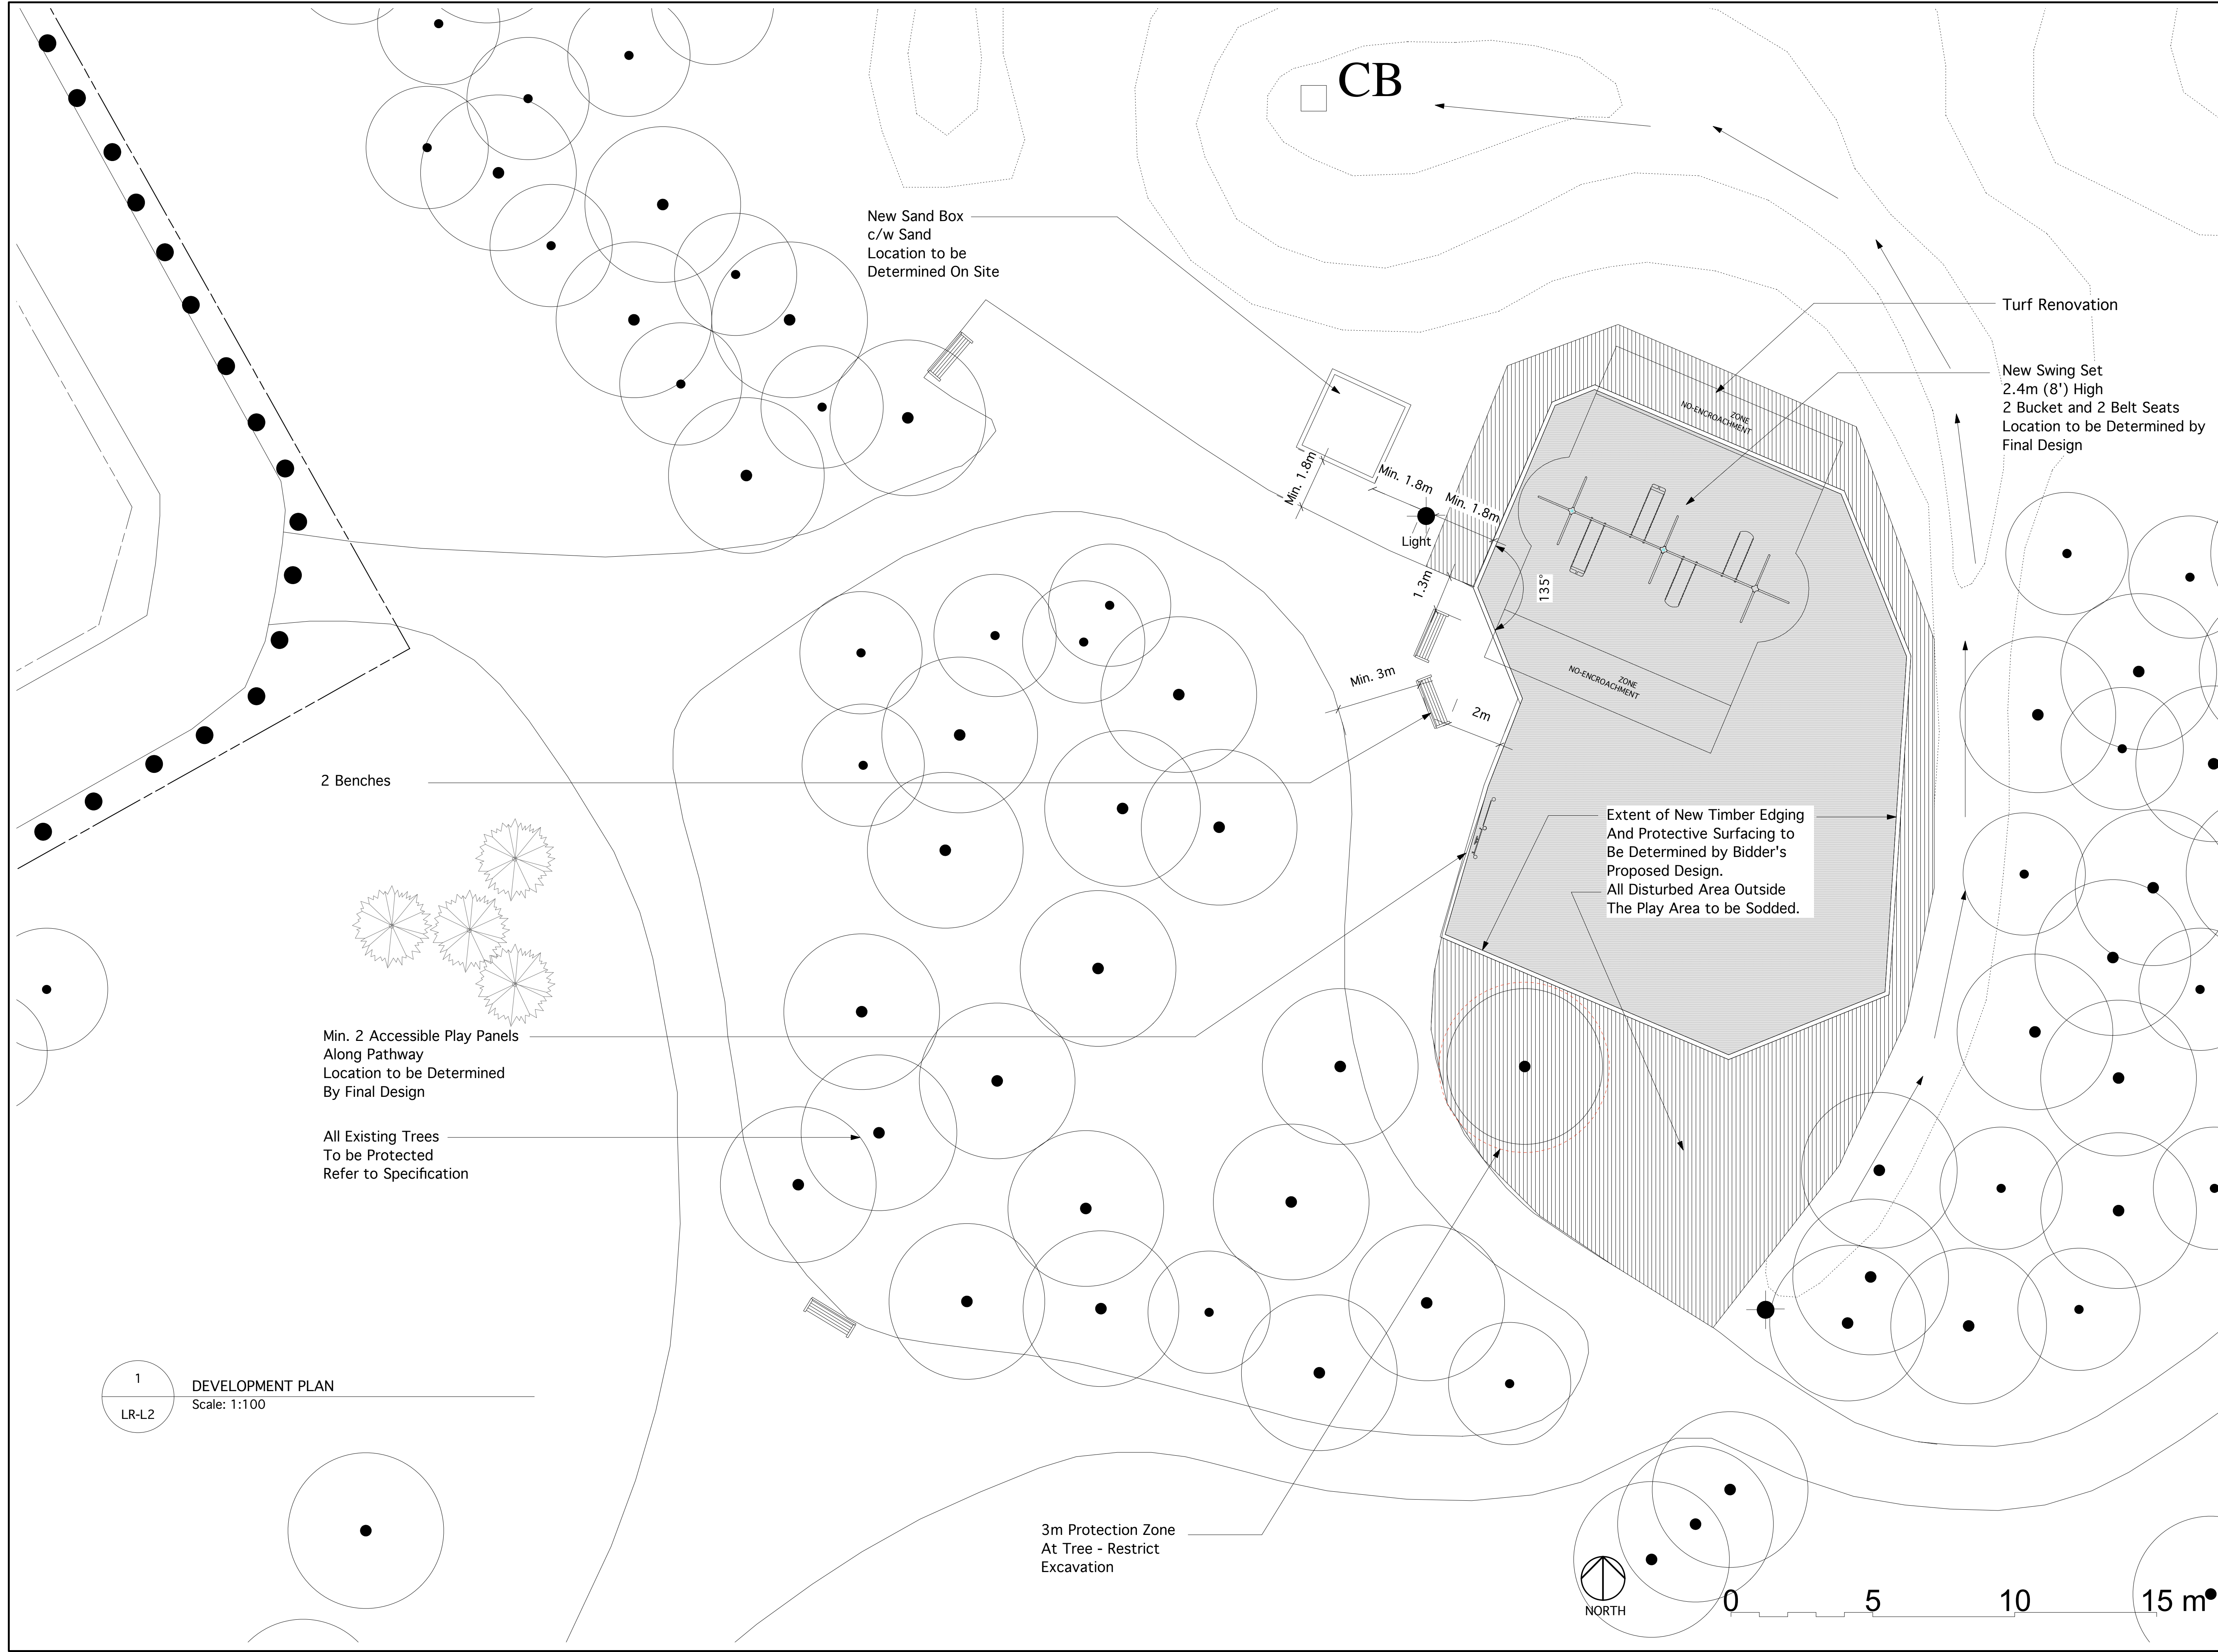 CB
New Sand Box
c/w Sand
Location to be
Determined On Site
Turf Renovation
New Swing Set
2.4m (8') High
2 Bucket and 2 Belt Seats
Location to be Determined by
Final Design
ZONE
NO-ENCROACHMENT
Min. 1.8m
Min. 1.8m
Min. 1.8m
Light
1.3m
135°
ZONE
NO-ENCROACHMENT
Min. 3m
2m
2 Benches
Extent of New Timber Edging
And Protective Surfacing to
Be Determined by Bidder's
Proposed Design.
All Disturbed Area Outside
The Play Area to be Sodded.
Min. 2 Accessible Play Panels
Along Pathway
Location to be Determined
By Final Design
All Existing Trees
To be Protected
Refer to Specification
1
LR-L2
DEVELOPMENT PLAN
Scale: 1:100
3m Protection Zone
At Tree - Restrict
Excavation
NORTH
0 5 10 15 m